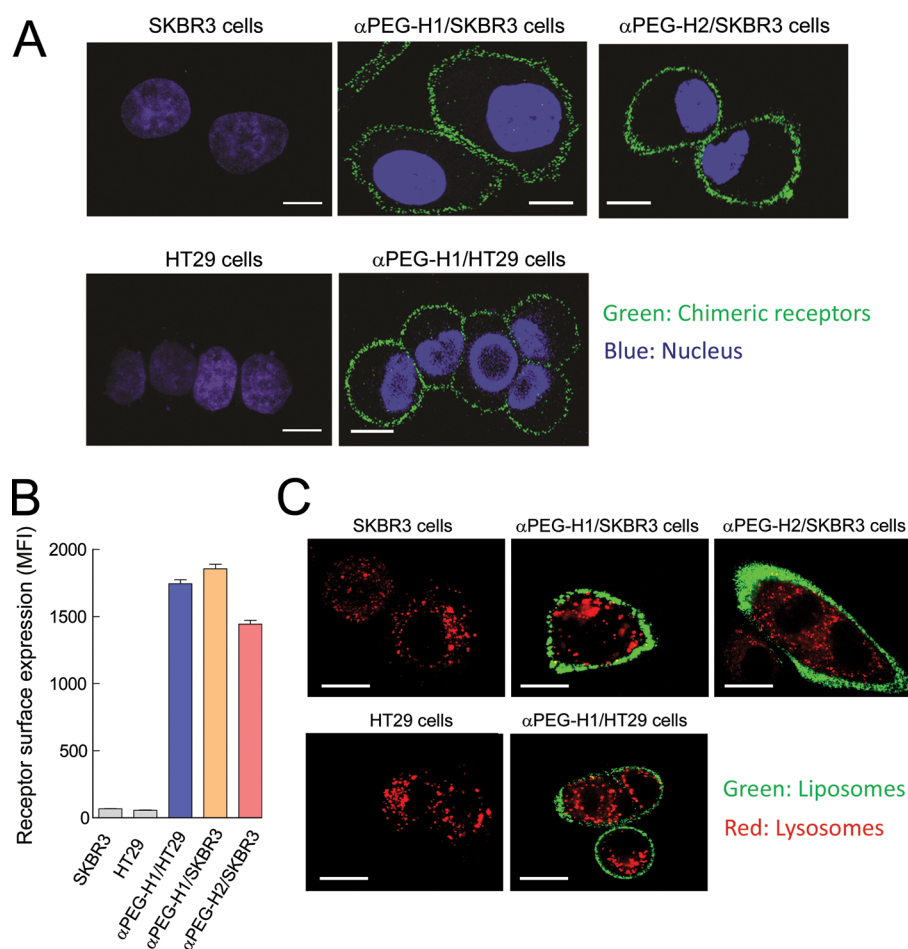 A
SKBR3 cells
αPEG-H1/SKBR3 cells
αPEG-H2/SKBR3 cells
HT29 cells
αPEG-H1/HT29 cells
Green: Chimeric receptors
Blue: Nucleus
B
Receptor surface expression (MFI)
2000
1500
1000
500
0
SKBR3
HT29
αPEG-H1/HT29
αPEG-H1/SKBR3
αPEG-H2/SKBR3
C
SKBR3 cells
αPEG-H1/SKBR3 cells
αPEG-H2/SKBR3 cells
HT29 cells
αPEG-H1/HT29 cells
Green: Liposomes
Red: Lysosomes